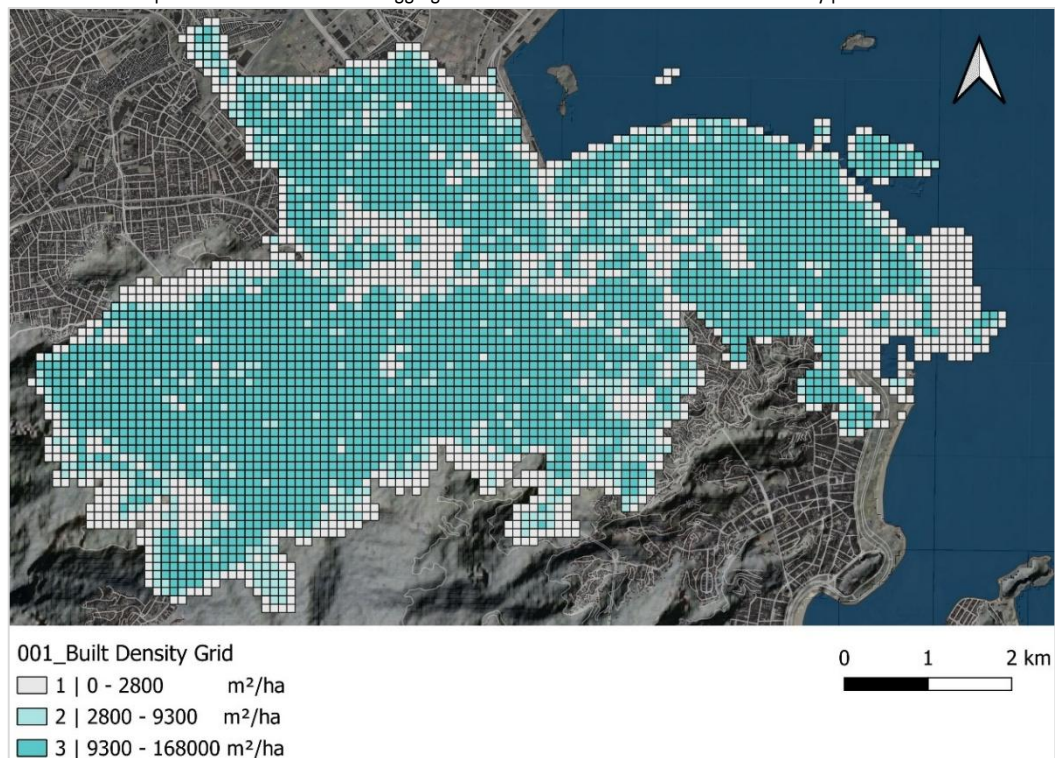 001_Built Density Grid
1 | 0 - 2800 m²/ha
2 | 2800 - 9300 m²/ha
3 | 9300 - 168000 m²/ha
0 1 2 km